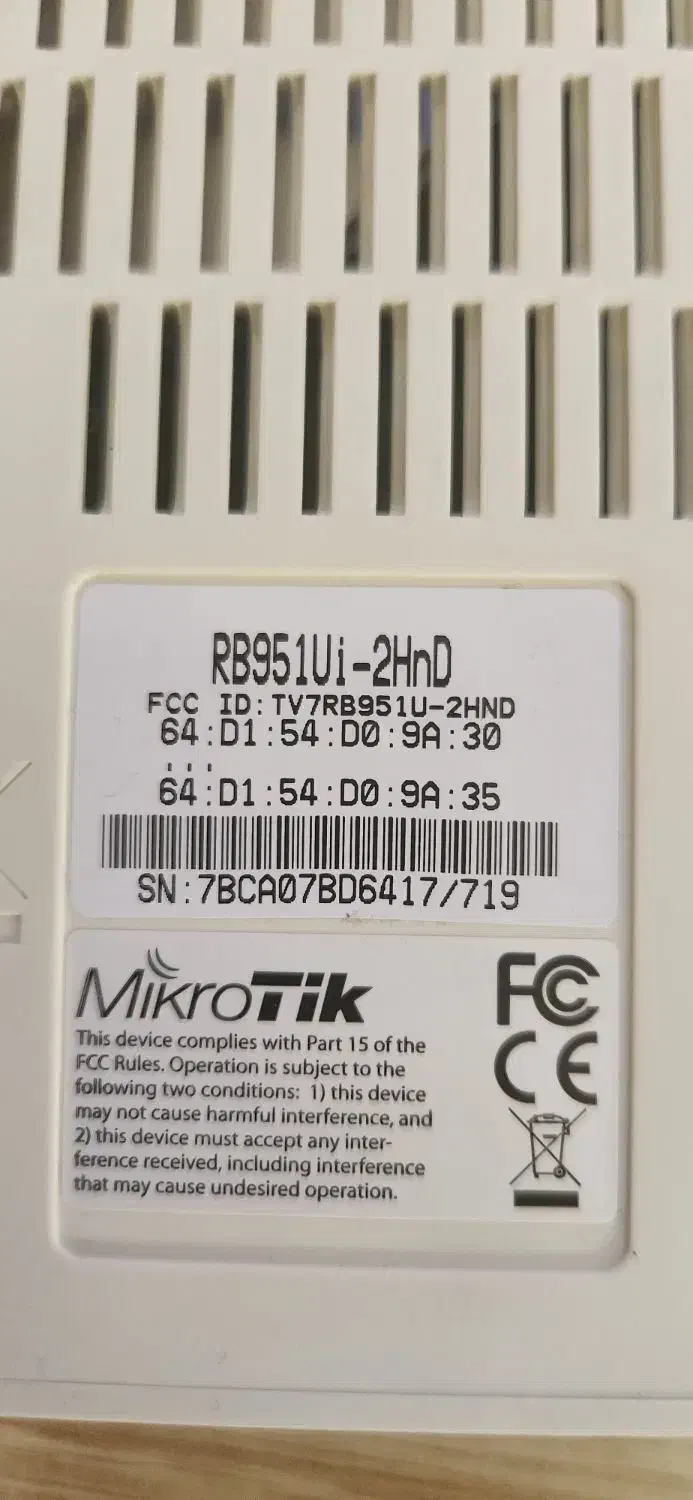 RB951Ui-2HnD
FCC ID:TV7RB951U-2HND
64:D1:54:D0:9A:30
...
64:D1:54:D0:9A:35
SN:7BCA07BD6417/719
MikroTik
This device complies with Part 15 of the
FCC Rules. Operation is subject to the
following two conditions: 1) this device
may not cause harmful interference, and
2) this device must accept any inter-
ference received, including interference
that may cause undesired operation.
FC
CE